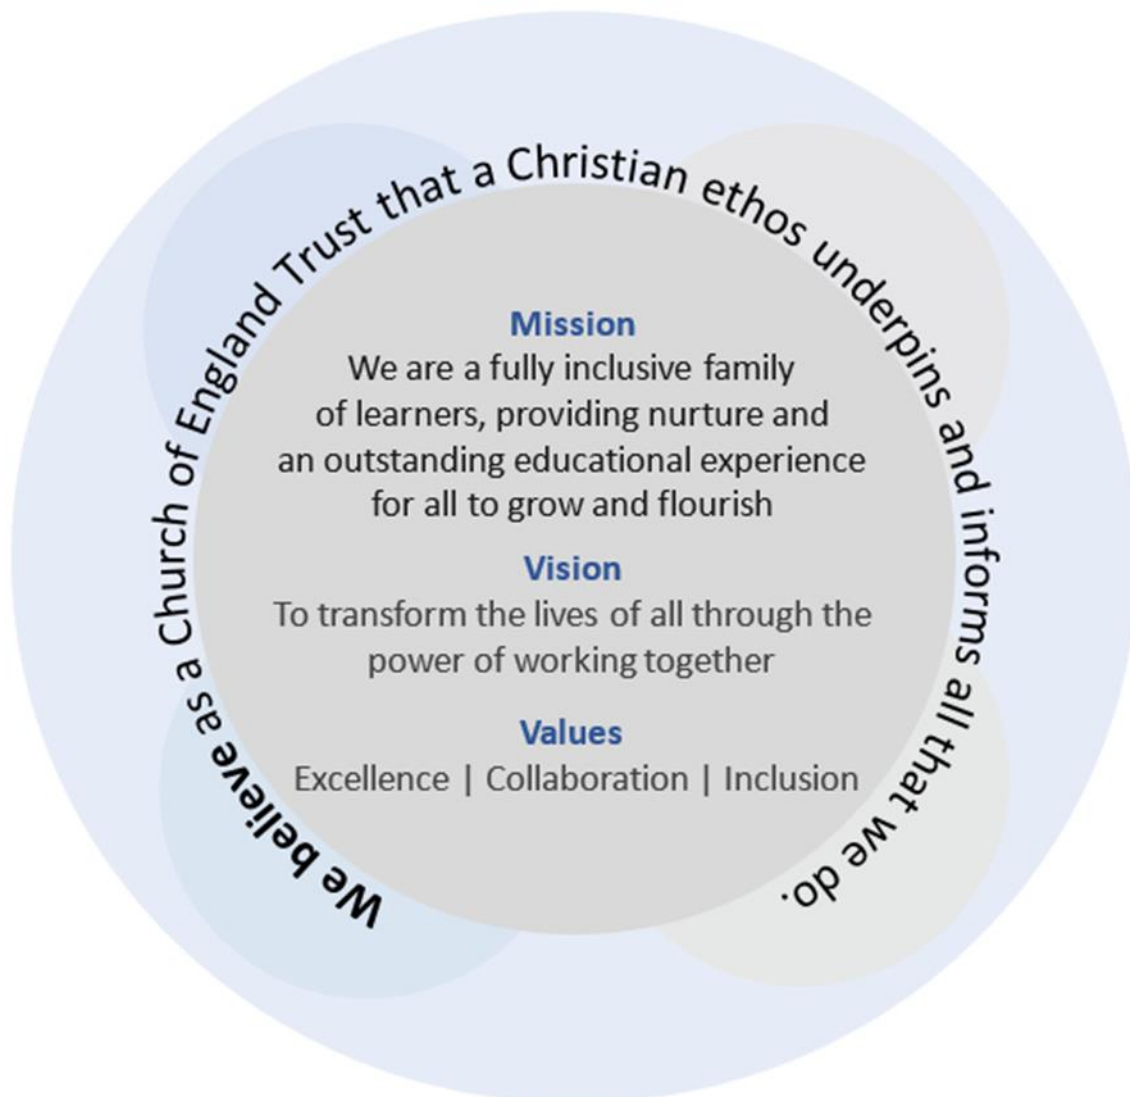 We believe as a Church of England Trust that a Christian ethos underpins and informs all that we do.
Mission
We are a fully inclusive family
of learners, providing nurture and
an outstanding educational experience
for all to grow and flourish
Vision
To transform the lives of all through the
power of working together
Values
Excellence | Collaboration | Inclusion